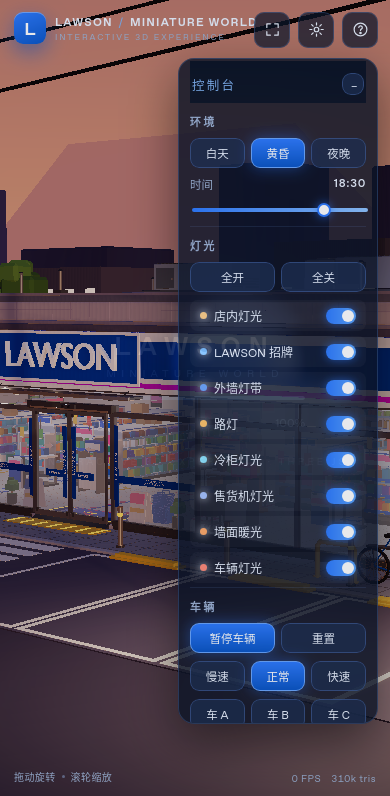 L
LAWSON / MINIATURE WORLD
INTERACTIVE 3D EXPERIENCE
控制台
–
环境
白天
黄昏
夜晚
时间
18:30
灯光
全开
全关
店内灯光
LAWSON 招牌
外墙灯带
路灯
冷柜灯光
售货机灯光
墙面暖光
车辆灯光
车辆
暂停车辆
重置
慢速
正常
快速
车 A
车 B
车 C
LAWSON
LAWSON
MINIATURE WORLD
拖动旋转 • 滚轮缩放
0 FPS 310k tris